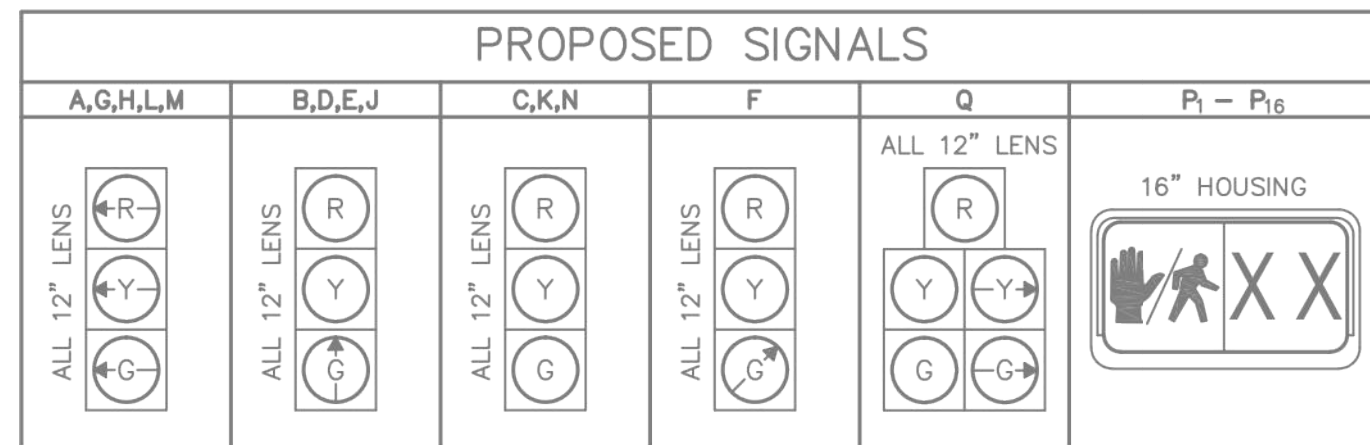 PROPOSED SIGNALS
A,G,H,L,M
B,D,E,J
C,K,N
F
Q
P₁ – P₁₆
ALL 12" LENS
R
Y
G
ALL 12" LENS
R
Y
G
ALL 12" LENS
R
Y
G
ALL 12" LENS
R
Y
G
ALL 12" LENS
R
Y Y
G G
16" HOUSING
X X